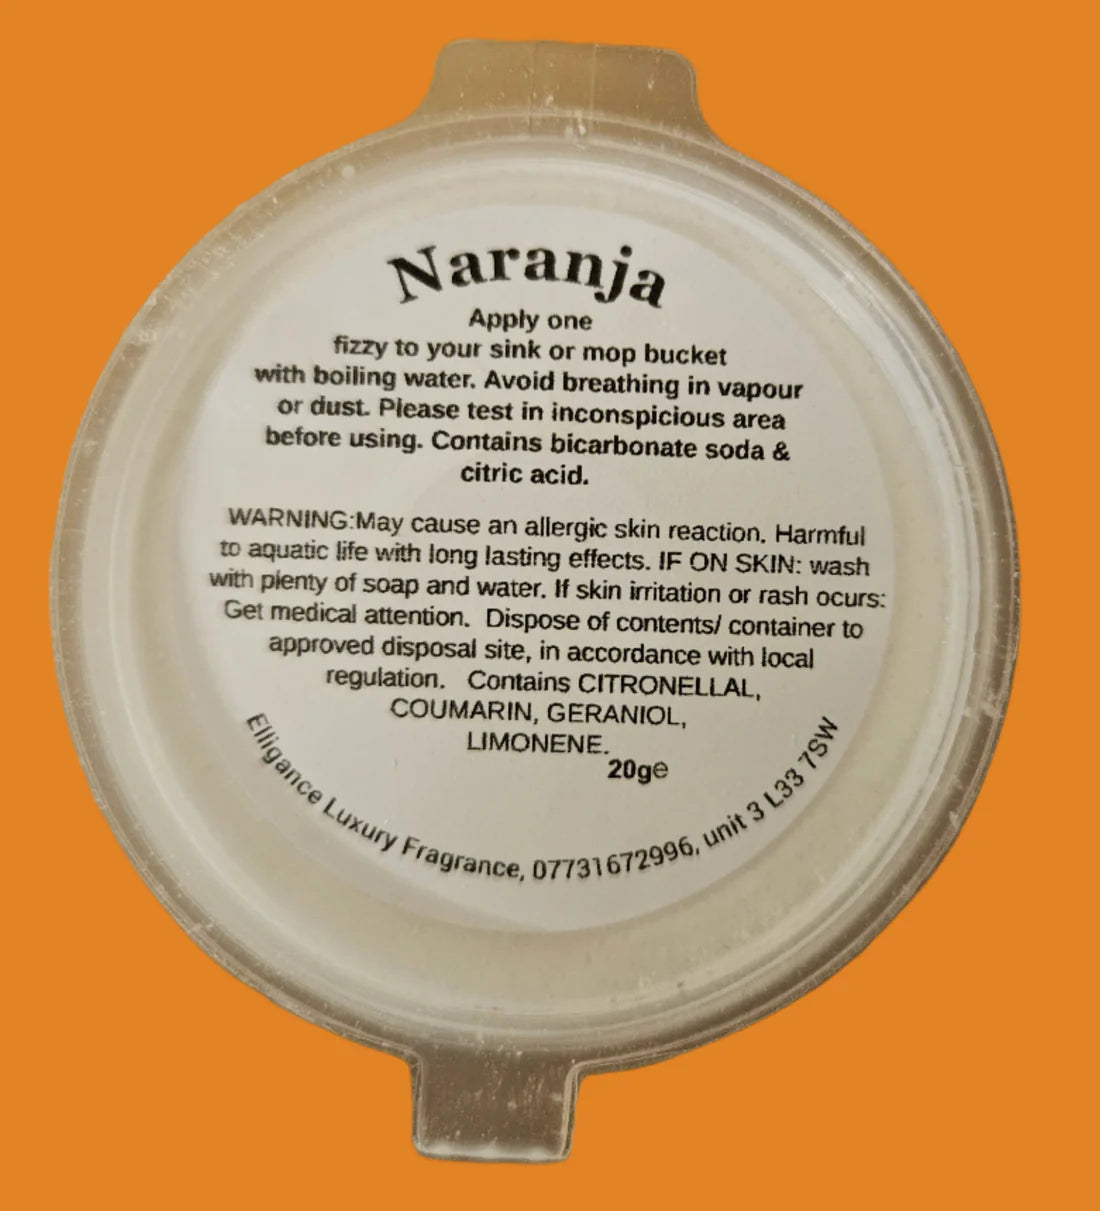 Naranja
Apply one
fizzy to your sink or mop bucket
with boiling water. Avoid breathing in vapour
or dust. Please test in inconspicious area
before using. Contains bicarbonate soda &
citric acid.
WARNING:May cause an allergic skin reaction. Harmful
to aquatic life with long lasting effects. IF ON SKIN: wash
with plenty of soap and water. If skin irritation or rash ocurs:
Get medical attention. Dispose of contents/ container to
approved disposal site, in accordance with local
regulation. Contains CITRONELLAL,
COUMARIN, GERANIOL,
LIMONENE.
20g℮
Elligance Luxury Fragrance, 07731672996, unit 3 L33 7SW